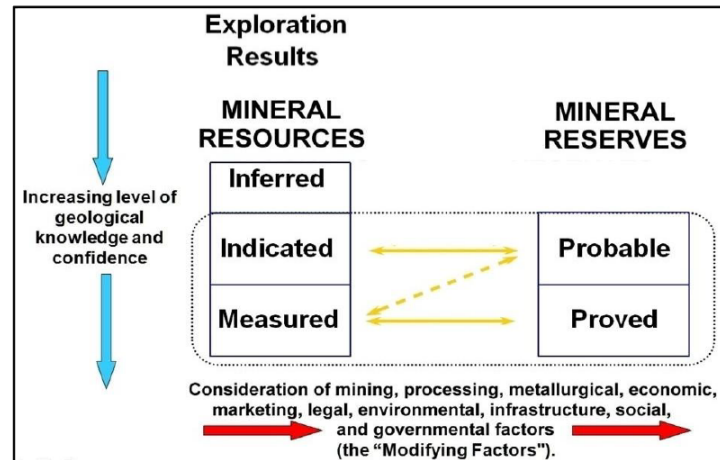 Exploration
Results
MINERAL
RESOURCES
MINERAL
RESERVES
Inferred
Increasing level of
geological
knowledge and
confidence
Indicated
Probable
Measured
Proved
Consideration of mining, processing, metallurgical, economic,
marketing, legal, environmental, infrastructure, social,
and governmental factors
(the “Modifying Factors").